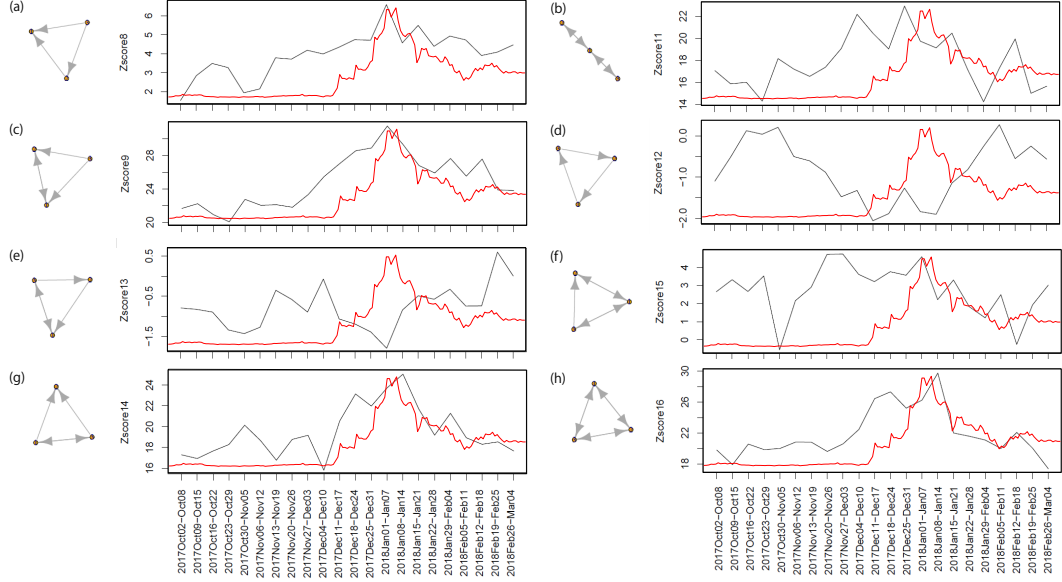 (a)
Zscore8
6
5
4
3
2
(b)
Zscore11
22
20
18
16
14
(c)
Zscore9
28
24
20
(d)
Zscore12
0.0
−1.0
−2.0
(e)
Zscore13
0.5
−0.5
−1.5
(f)
Zscore15
4
3
2
1
0
(g)
Zscore14
24
22
20
18
16
(h)
Zscore16
30
26
22
18
2017Oct02−Oct08
2017Oct09−Oct15
2017Oct16−Oct22
2017Oct23−Oct29
2017Oct30−Nov05
2017Nov06−Nov12
2017Nov13−Nov19
2017Nov20−Nov26
2017Nov27−Dec03
2017Dec04−Dec10
2017Dec11−Dec17
2017Dec18−Dec24
2017Dec25−Dec31
2018Jan01−Jan07
2018Jan08−Jan14
2018Jan15−Jan21
2018Jan22−Jan28
2018Jan29−Feb04
2018Feb05−Feb11
2018Feb12−Feb18
2018Feb19−Feb25
2018Feb26−Mar04
2017Oct02−Oct08
2017Oct09−Oct15
2017Oct16−Oct22
2017Oct23−Oct29
2017Oct30−Nov05
2017Nov06−Nov12
2017Nov13−Nov19
2017Nov20−Nov26
2017Nov27−Dec03
2017Dec04−Dec10
2017Dec11−Dec17
2017Dec18−Dec24
2017Dec25−Dec31
2018Jan01−Jan07
2018Jan08−Jan14
2018Jan15−Jan21
2018Jan22−Jan28
2018Jan29−Feb04
2018Feb05−Feb11
2018Feb12−Feb18
2018Feb19−Feb25
2018Feb26−Mar04